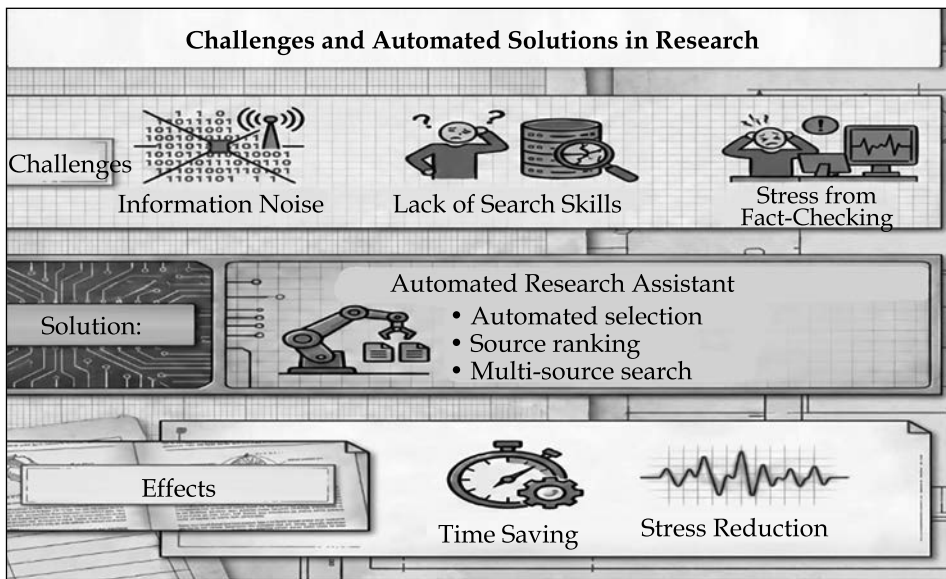 Challenges and Automated Solutions in Research
Challenges
Information Noise
Lack of Search Skills
Stress from
Fact-Checking
Solution:
Automated Research Assistant
• Automated selection
• Source ranking
• Multi-source search
Effects
Time Saving
Stress Reduction